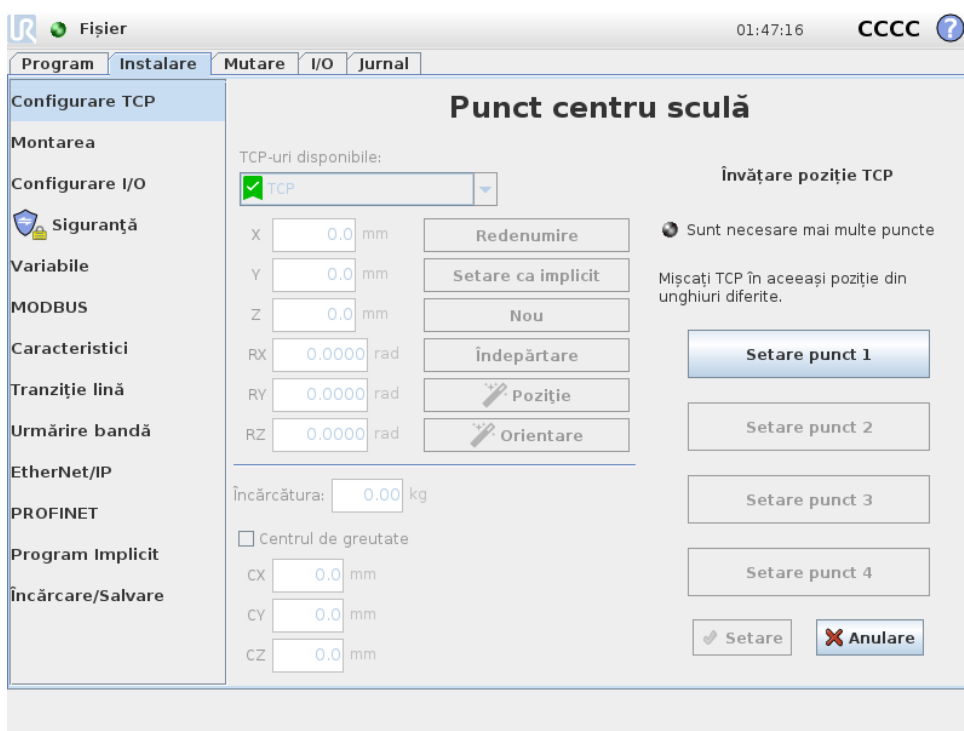 UR Fișier 01:47:16 CCCC ?
Program Instalare Mutare I/O Jurnal
Configurare TCP
Montarea
Configurare I/O
Siguranță
Variabile
MODBUS
Caracteristici
Tranziție lină
Urmărire bandă
EtherNet/IP
PROFINET
Program Implicit
Încărcare/Salvare
Punct centru sculă
TCP-uri disponibile:
TCP
X 0.0 mm Redenumire
Y 0.0 mm Setare ca implicit
Z 0.0 mm Nou
RX 0.0000 rad Îndepărtare
RY 0.0000 rad Poziție
RZ 0.0000 rad Orientare
Încărcătura: 0.00 kg
Centrul de greutate
CX 0.0 mm
CY 0.0 mm
CZ 0.0 mm
Învățare poziție TCP
Sunt necesare mai multe puncte
Mișcați TCP în aceeași poziție din
unghiuri diferite.
Setare punct 1
Setare punct 2
Setare punct 3
Setare punct 4
Setare Anulare